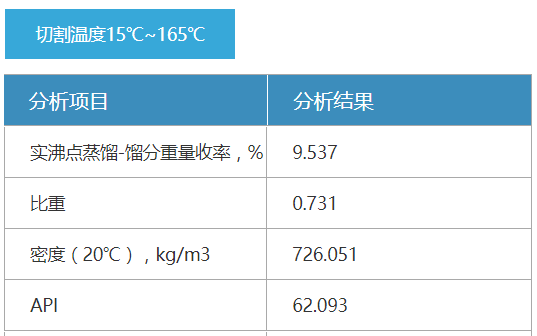 切割温度15℃~165℃
分析项目 分析结果
实沸点蒸馏-馏分重量收率，% 9.537
比重 0.731
密度（20℃），kg/m3 726.051
API 62.093